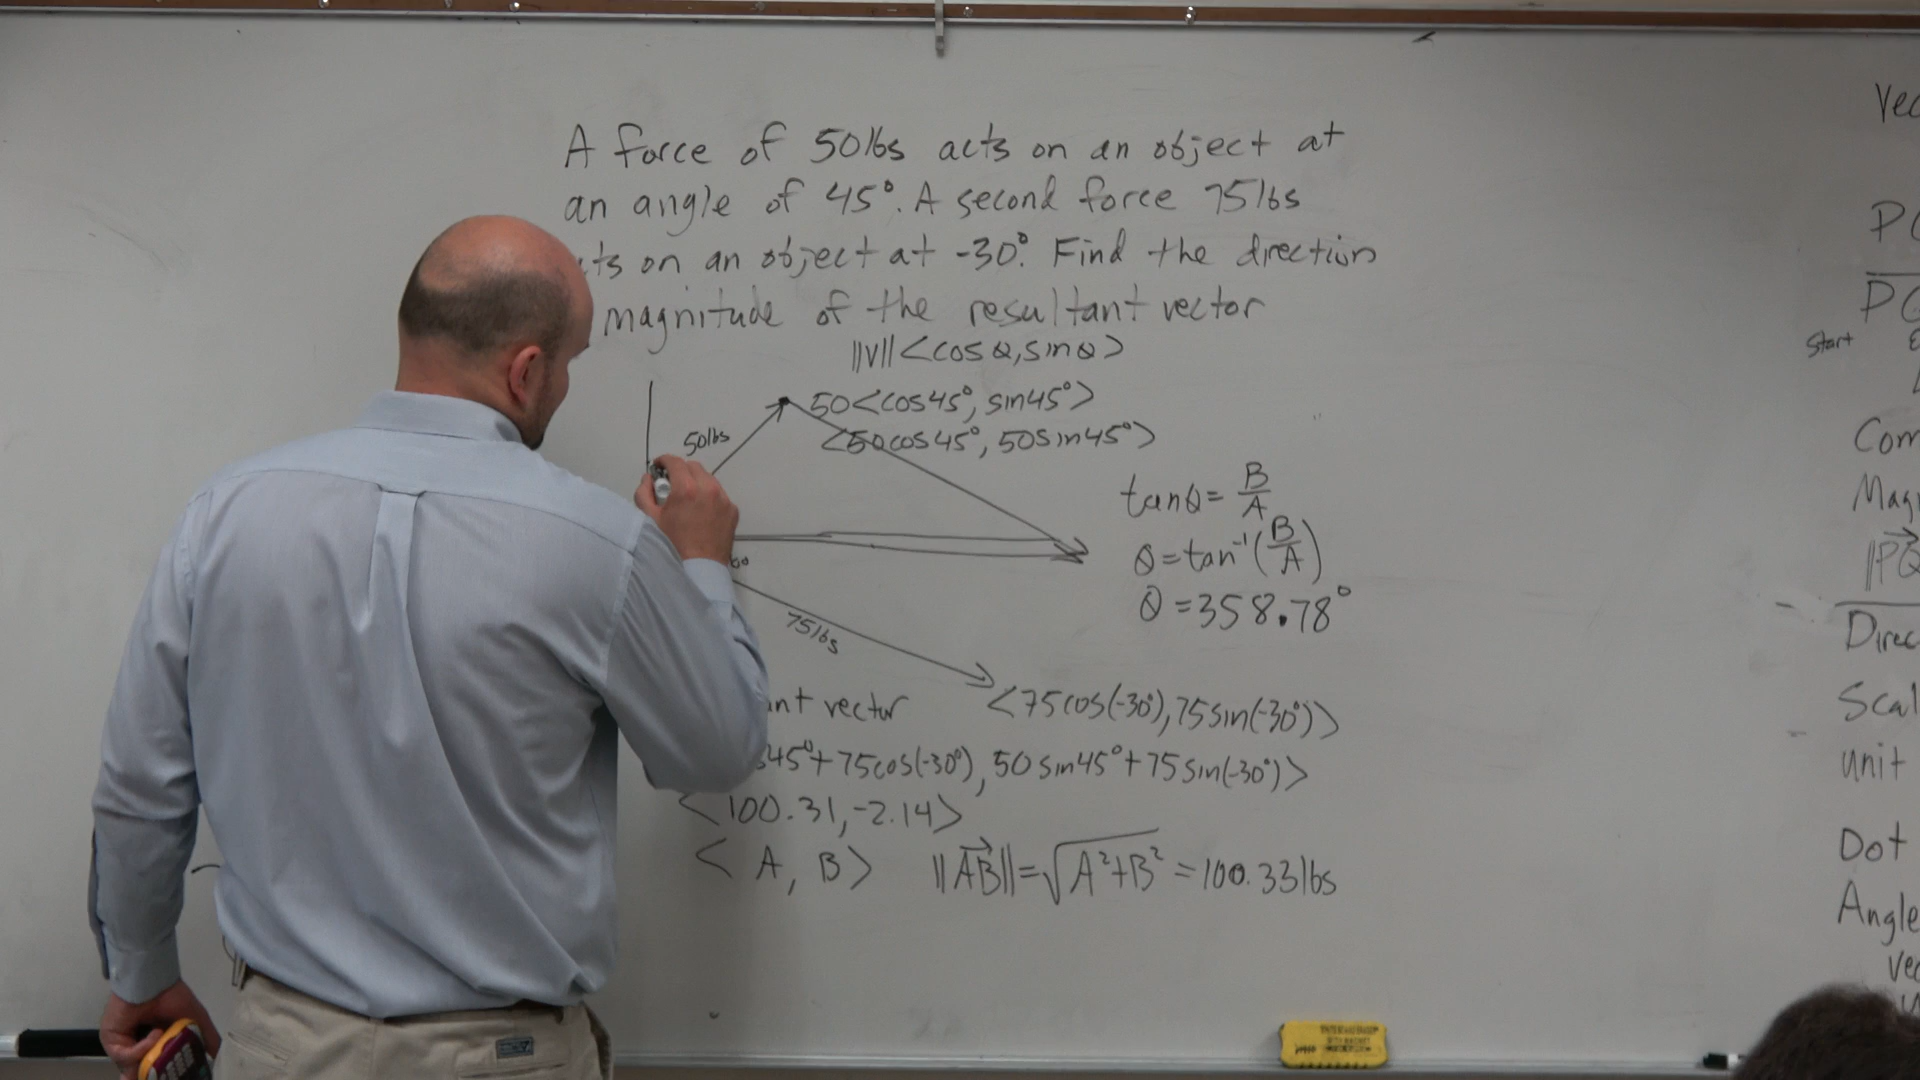 A force of 50lbs acts on an object at
an angle of 45°. A second force 75lbs
ts on an object at -30°. Find the direction
magnitude of the resultant vector
||v||<cosθ,sinθ>
50<cos45°, sin45°>
50lbs
<50cos45°, 50sin45°>
tanθ = B/A
θ=tan⁻¹(B/A)
θ=358.78°
75lbs
nt vector
<75cos(-30°),75sin(-30°)>
45°+75cos(-30°), 50sin45°+75sin(-30°)>
<100.31,-2.14>
< A, B>
||AB||=√A²+B² = 100.33lbs
Vec
PQ
Start
Com
Mag
||PQ
Direc
Scal
unit
Dot
Angle
vec